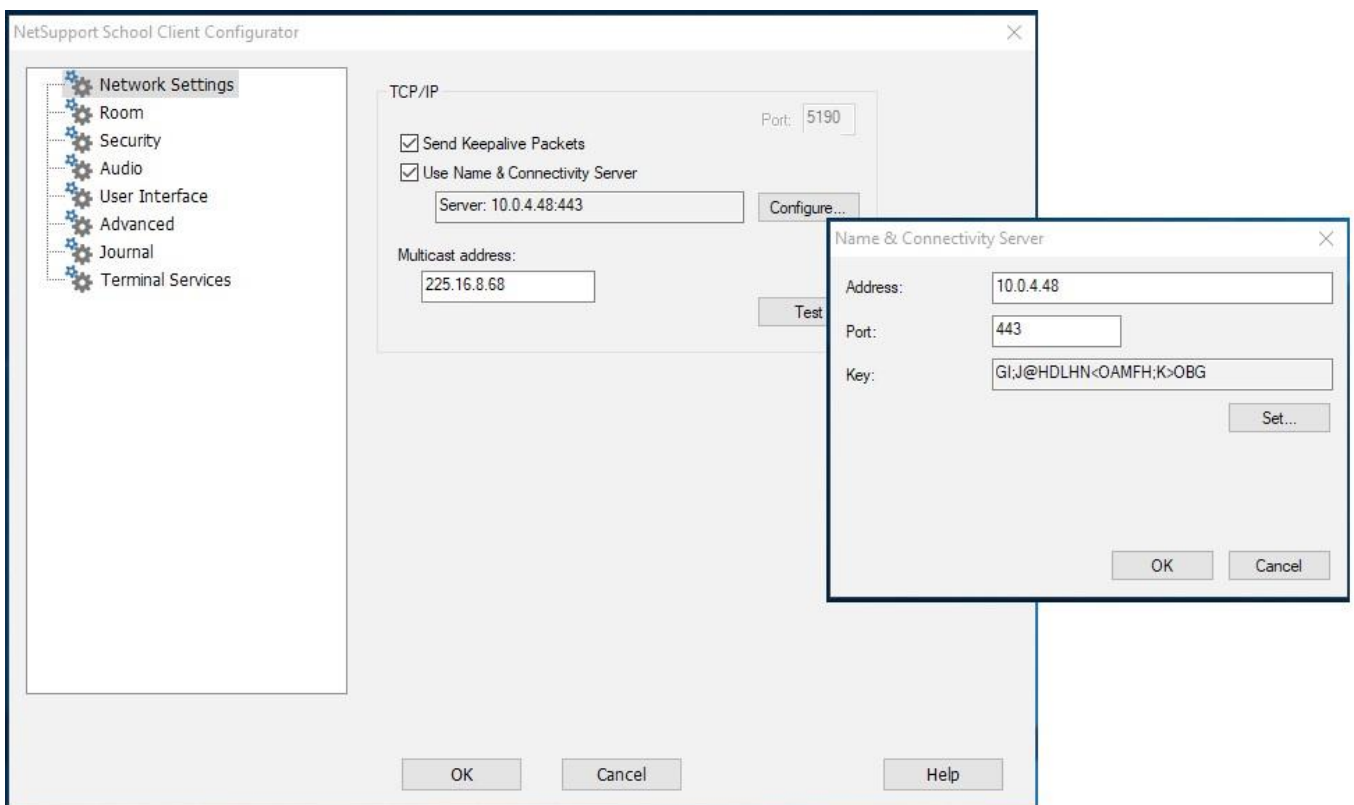 NetSupport School Client Configurator
Network Settings
Room
Security
Audio
User Interface
Advanced
Journal
Terminal Services
TCP/IP
Port: 5190
Send Keepalive Packets
Use Name & Connectivity Server
Server: 10.0.4.48:443
Configure...
Multicast address:
225.16.8.68
Test
OK
Cancel
Help
Name & Connectivity Server
Address: 10.0.4.48
Port: 443
Key: GI;J@HDLHN<OAMFH;K>OBG
Set...
OK
Cancel